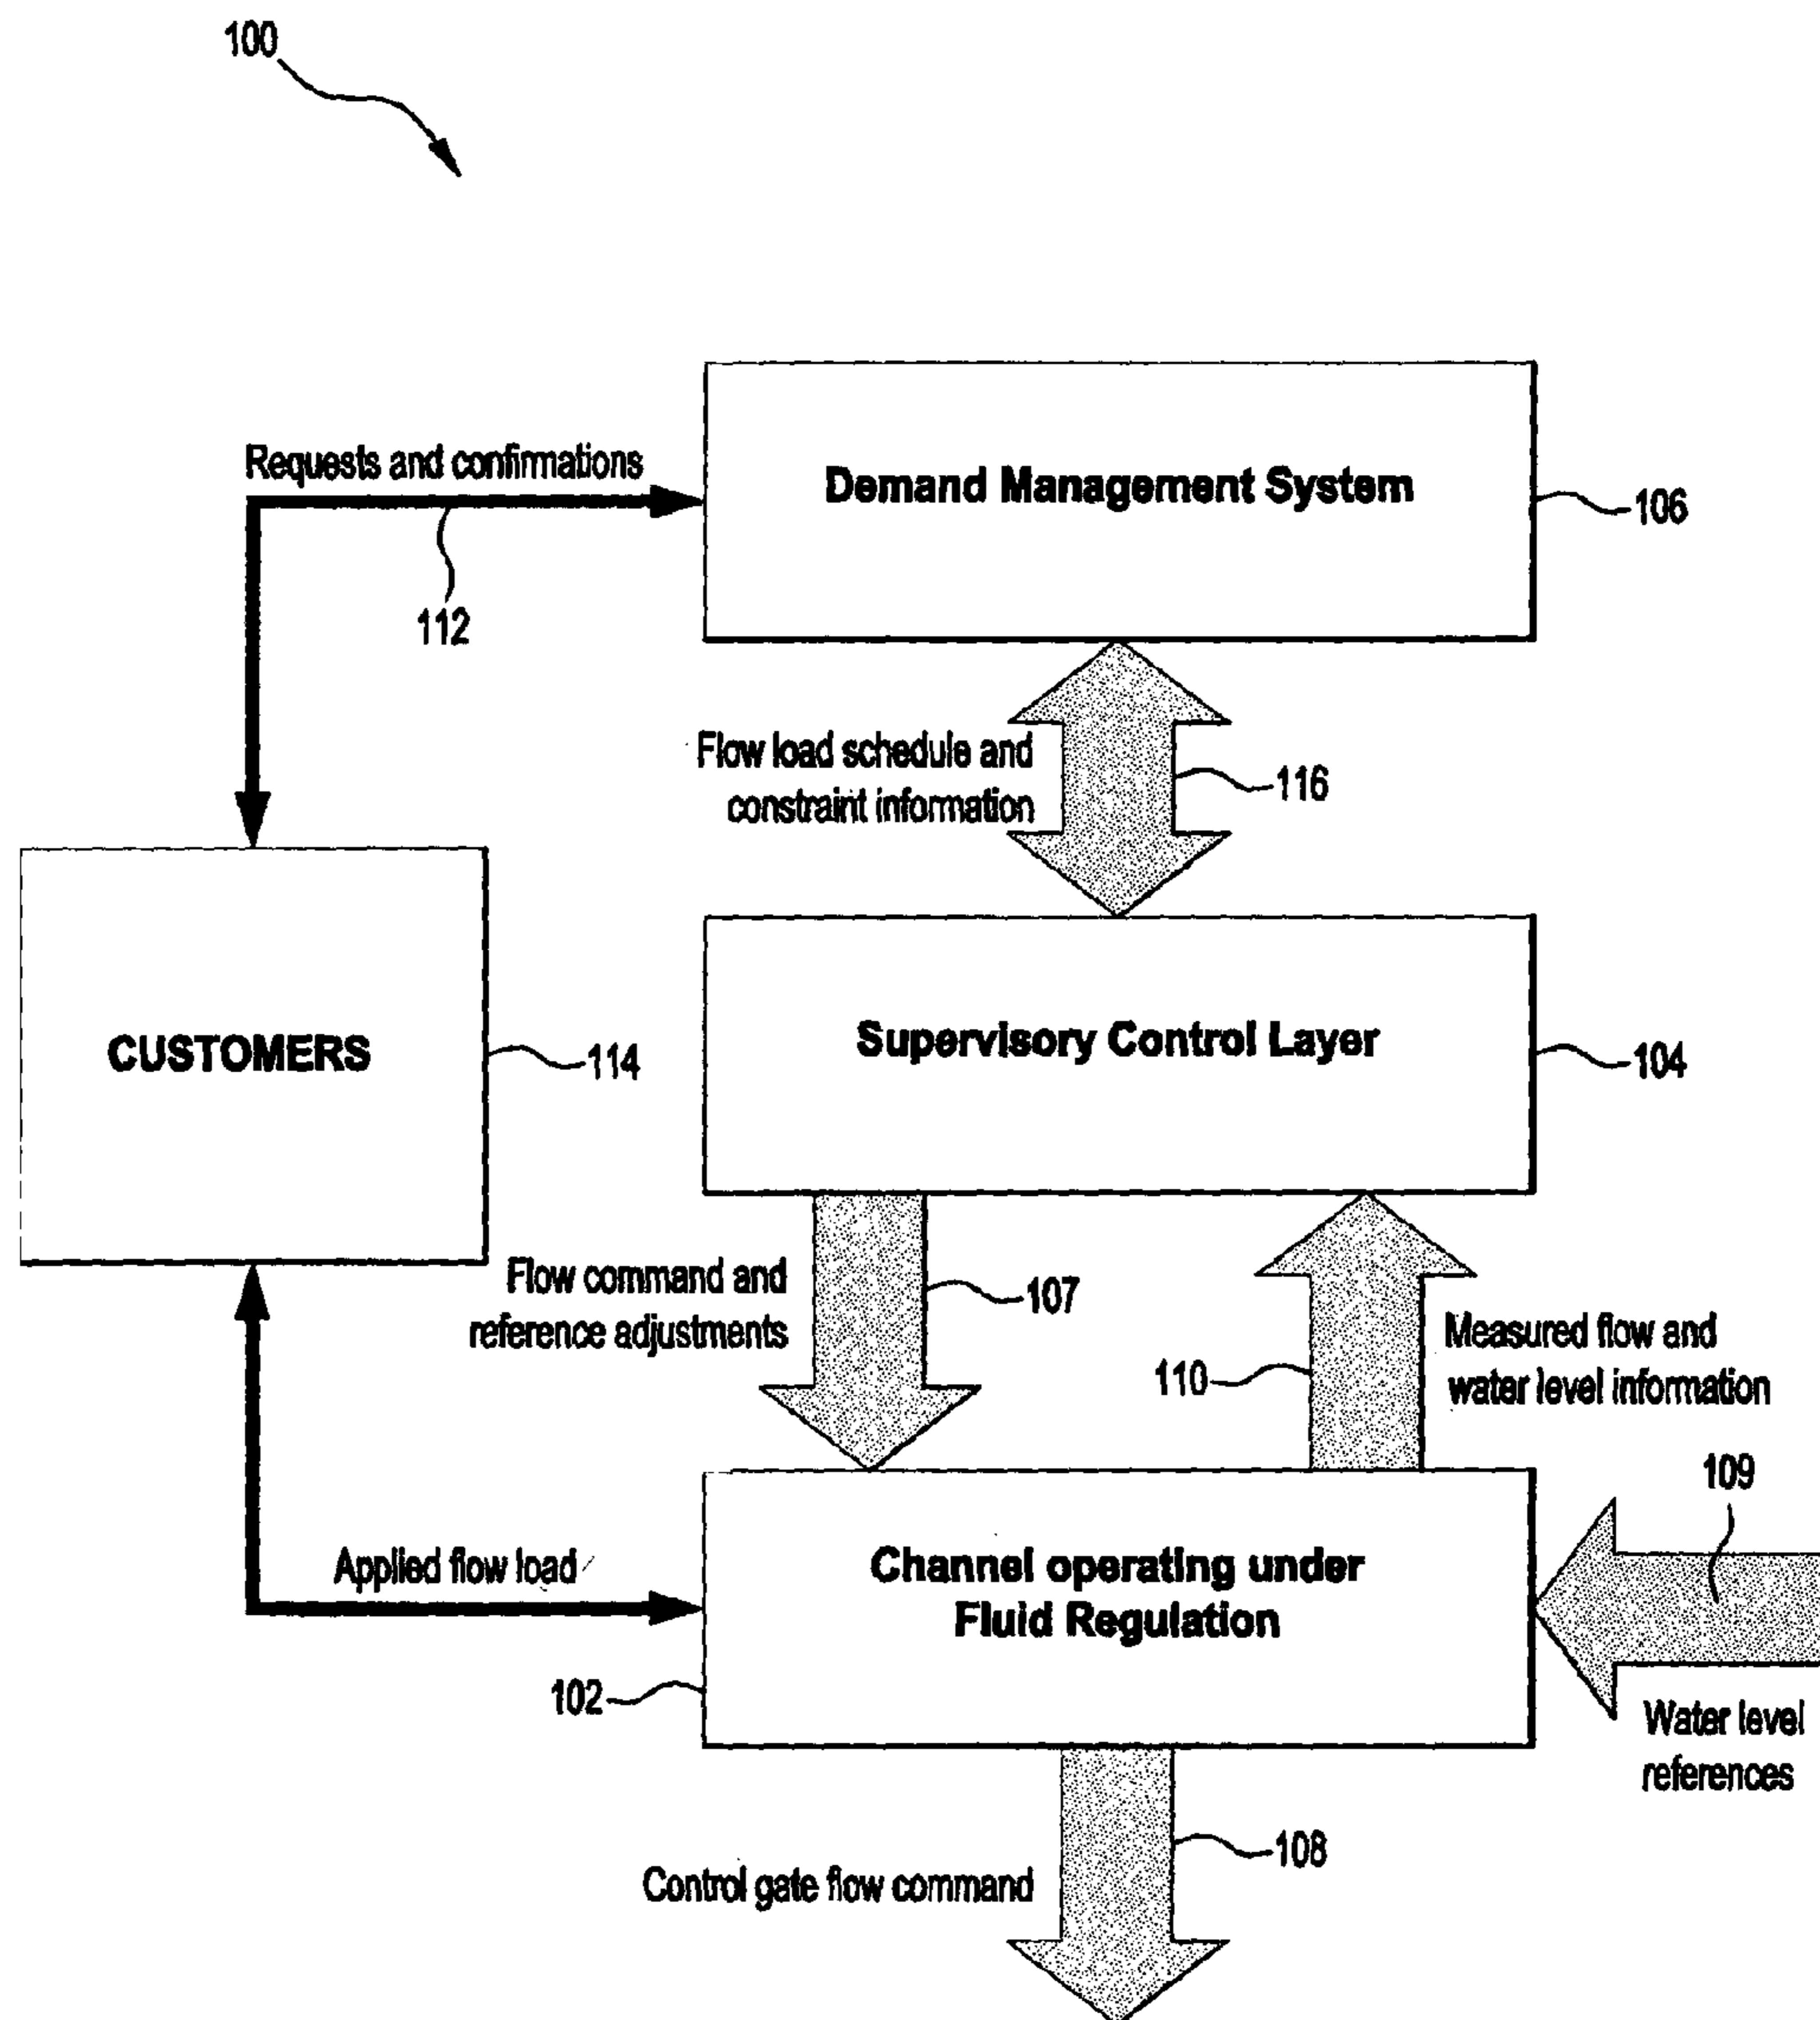 100
Requests and confirmations
112
Demand Management System
106
Flow load schedule and
constraint information
116
CUSTOMERS
114
Supervisory Control Layer
104
Flow command and
reference adjustments
107
110
Measured flow and
water level information
109
Applied flow load
Channel operating under
Fluid Regulation
102
Water level
references
Control gate flow command
108